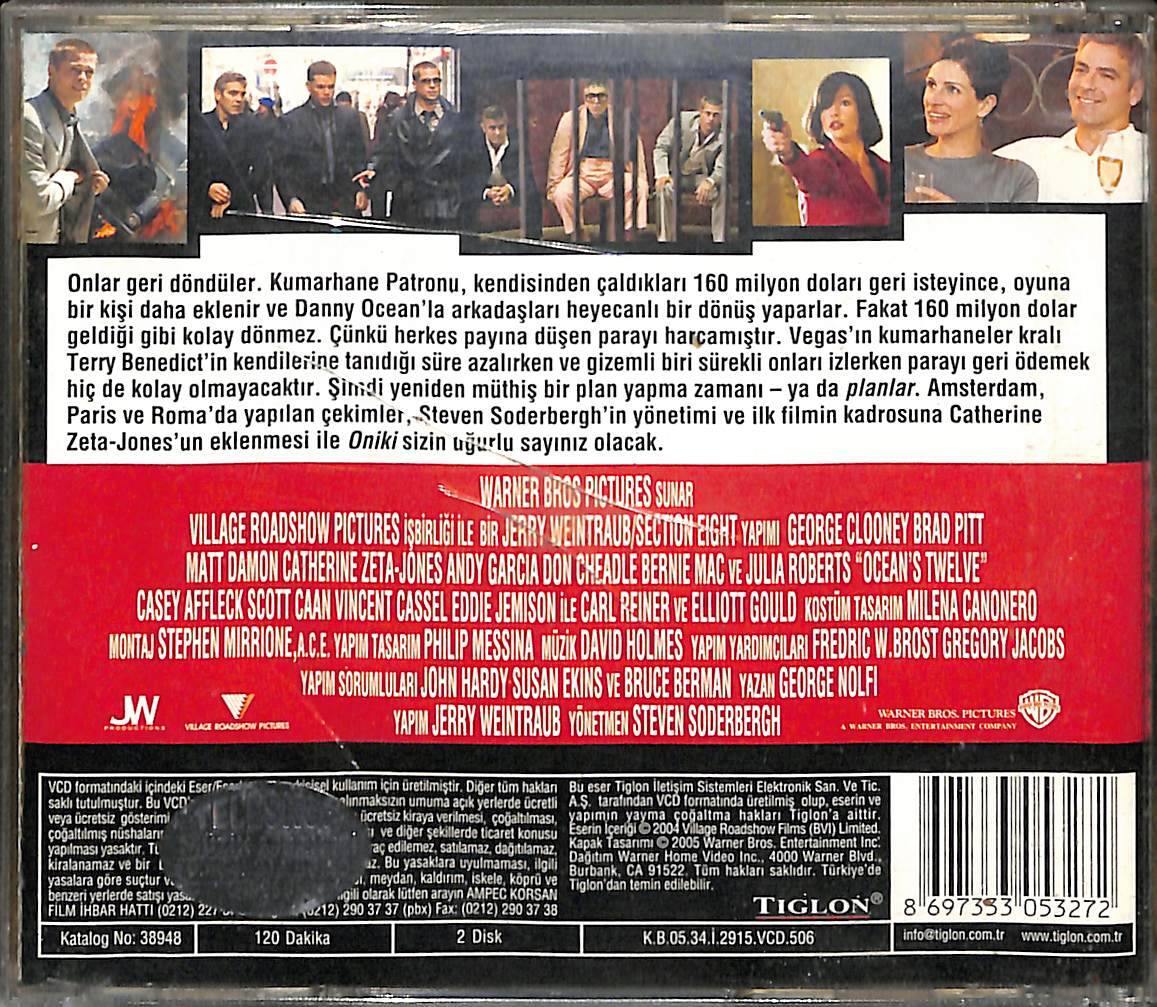 Onlar geri döndüler. Kumarhane Patronu, kendisinden çaldıkları 160 milyon doları geri isteyince, oyuna
bir kişi daha eklenir ve Danny Ocean'la arkadaşları heyecanlı bir dönüş yaparlar. Fakat 160 milyon dolar
geldiği gibi kolay dönmez. Çünkü herkes payına düşen parayı harcamıştır. Vegas'ın kumarhaneler kralı
Terry Benedict'in kendilerine tanıdığı süre azalırken ve gizemli biri sürekli onları izlerken parayı geri ödemek
hiç de kolay olmayacaktır. Şimdi yeniden müthiş bir plan yapma zamanı – ya da planlar. Amsterdam,
Paris ve Roma'da yapılan çekimler, Steven Soderbergh'in yönetimi ve ilk filmin kadrosuna Catherine
Zeta-Jones'un eklenmesi ile Oniki sizin uğurlu sayınız olacak.
WARNER BROS PICTURES SUNAR
VILLAGE ROADSHOW PICTURES İŞBİRLİĞİ İLE BİR JERRY WEINTRAUB/SECTION EIGHT YAPIMI GEORGE CLOONEY BRAD PITT
MATT DAMON CATHERINE ZETA-JONES ANDY GARCIA DON CHEADLE BERNIE MAC VE JULIA ROBERTS "OCEAN'S TWELVE"
CASEY AFFLECK SCOTT CAAN VINCENT CASSEL EDDIE JEMISON İLE CARL REINER VE ELLIOTT GOULD KOSTÜM TASARIM MILENA CANONERO
MONTAJ STEPHEN MIRRIONE, A.C.E. YAPIM TASARIM PHILIP MESSINA MÜZİK DAVID HOLMES YAPIM YARDIMCILARI FREDRIC W.BROST GREGORY JACOBS
YAPIM SORUMLULARI JOHN HARDY SUSAN EKINS VE BRUCE BERMAN YAZAN GEORGE NOLFI
YAPIM JERRY WEINTRAUB YÖNETMEN STEVEN SODERBERGH
JW
PRODUCTIONS
VILLAGE ROADSHOW PICTURES
WARNER BROS. PICTURES
A WARNER BROS. ENTERTAINMENT COMPANY
WB
VCD formatındaki içindeki kullanım için üretilmiştir. Diğer tüm hakları
saklı tutulmuştur. Bu VCD' alınmaksızın umuma açık yerlerde ücretli
veya ücretsiz gösterimi ücretsiz kiraya verilmesi, çoğaltılması,
çoğaltılmış nüshaların ve diğer şekillerde ticaret konusu
yapılması yasaktır. edilemez, satılamaz, dağıtılamaz,
kiralanamaz ve bir Bu yasaklara uyulmaması, ilgili
yasalara göre suçtur meydan, kaldırım, iskele, köprü ve
benzeri yerlerde satışı ilgili olarak lütfen arayın AMPEC KORSAN
FİLM İHBAR HATTI (0212) (0212) 290 37 37 (pbx) Fax: (0212) 290 37 38
Bu eser Tiglon İletişim Sistemleri Elektronik San. Ve Tic.
A.Ş. tarafından VCD formatında üretilmiş olup, eserin ve
yapımın yayma çoğaltma hakları Tiglon'a aittir.
Eserin İçeriği © 2004 Village Roadshow Films (BVI) Limited.
Kapak Tasarımı © 2005 Warner Bros. Entertainment Inc.
Dağıtım Warner Home Video Inc., 4000 Warner Blvd.,
Burbank, CA 91522. Tüm hakları saklıdır. Türkiye'de
Tiglon'dan temin edilebilir.
TIGLON®
8 697353 053272
Katalog No: 38948
120 Dakika
2 Disk
K.B.05.34.İ.2915.VCD.506
info@tiglon.com.tr www.tiglon.com.tr